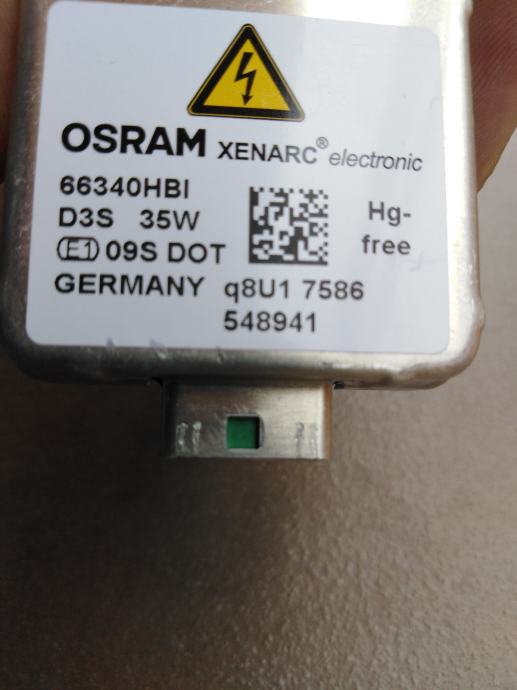 OSRAM XENARC® electronic
66340HBI
D3S 35W
Hg-
free
E1 09S DOT
GERMANY q8U1 7586
548941